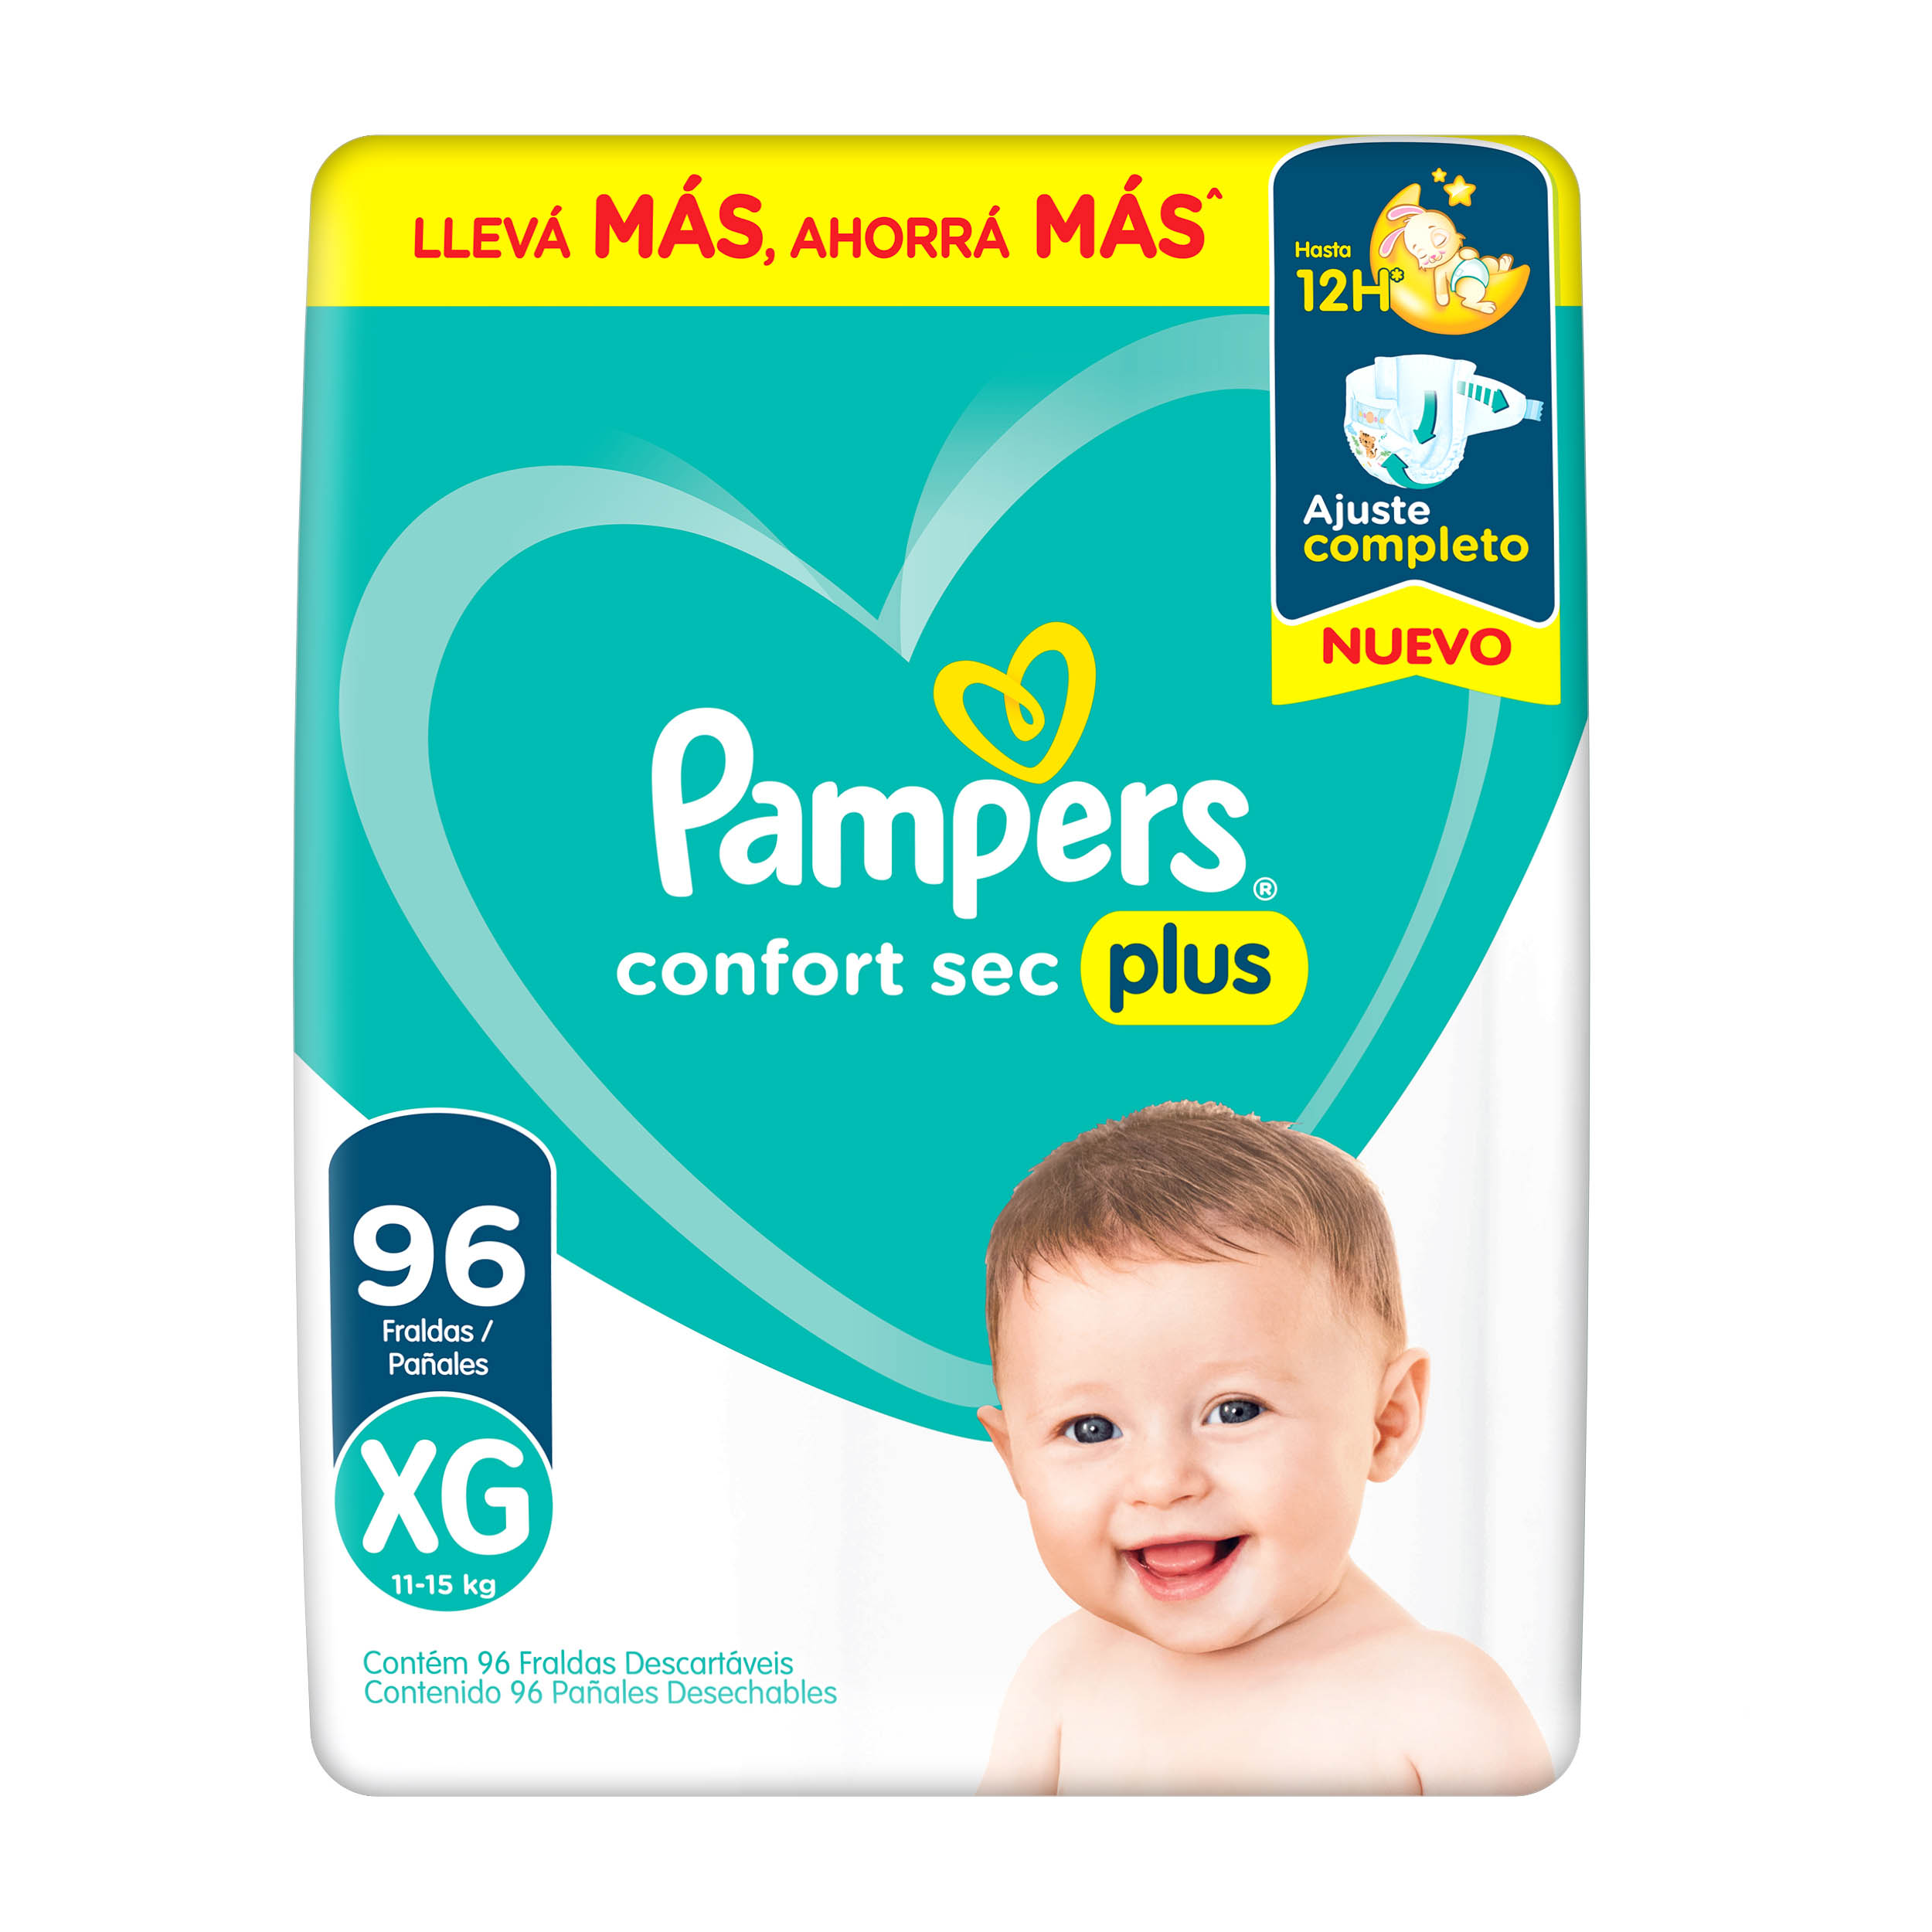 LLEVÁ MÁS, AHORRÁ MÁS^
Hasta
12H*
Ajuste
completo
NUEVO
Pampers®
confort sec plus
96
Fraldas /
Pañales
XG
11-15 kg
Contém 96 Fraldas Descartáveis
Contenido 96 Pañales Desechables